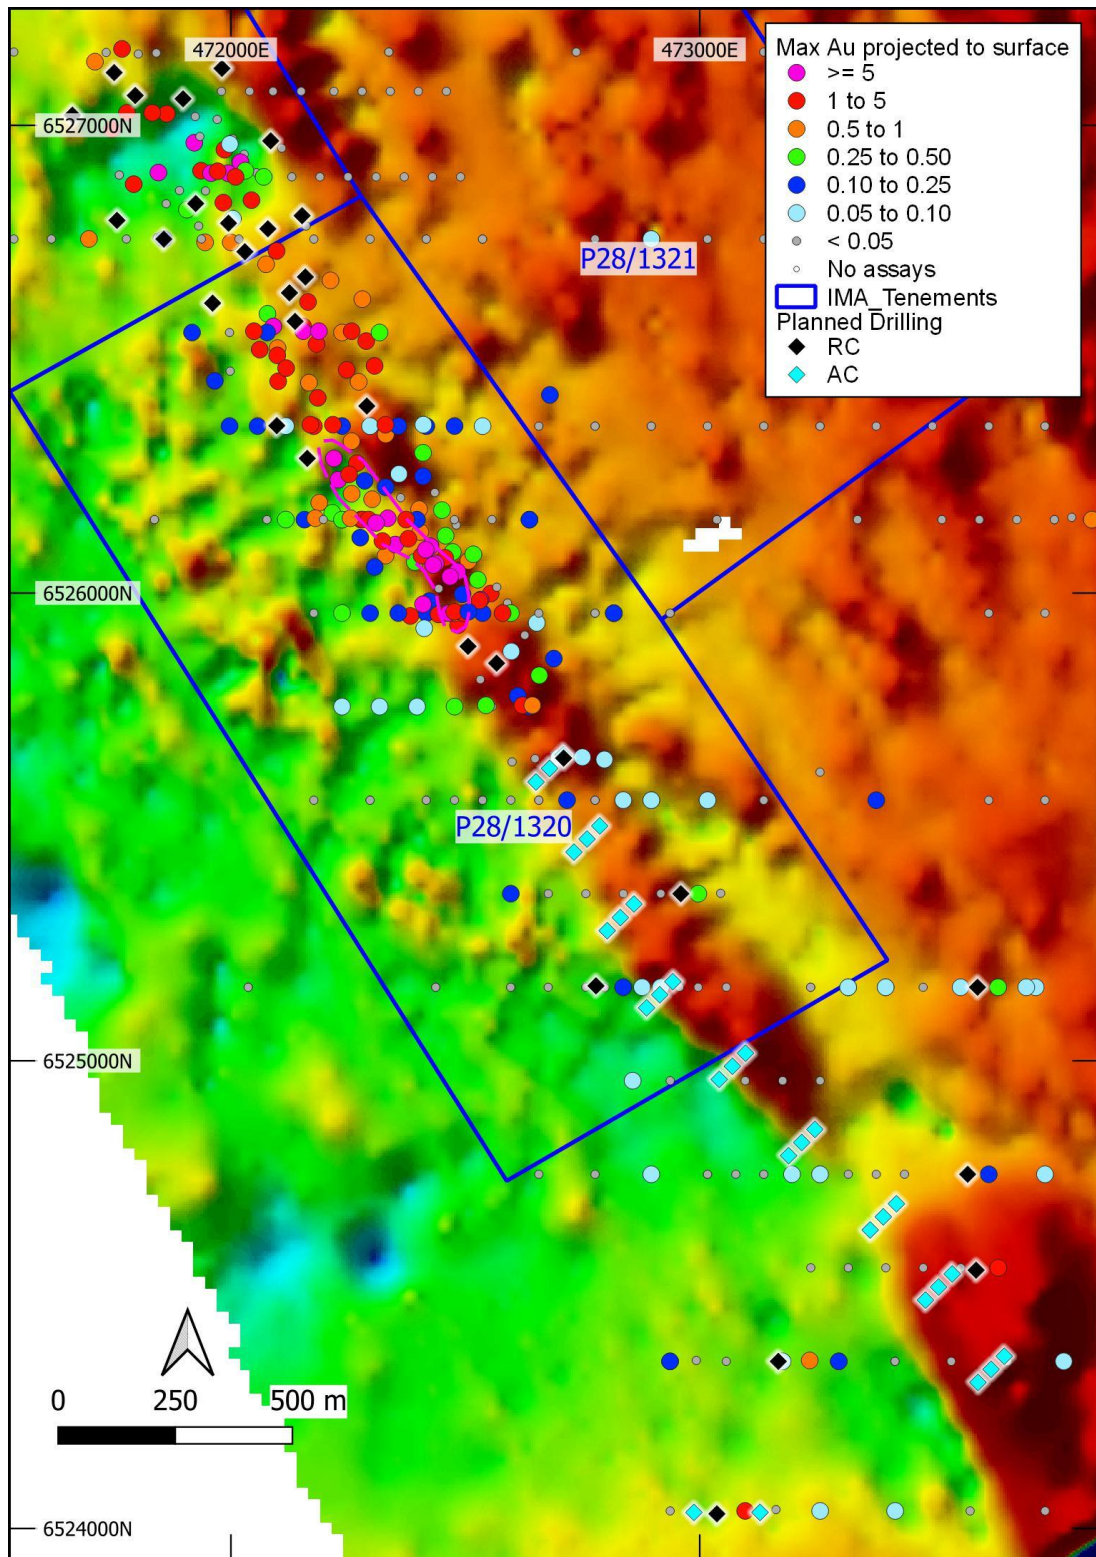 472000E
473000E
Max Au projected to surface
>= 5
1 to 5
0.5 to 1
0.25 to 0.50
0.10 to 0.25
0.05 to 0.10
< 0.05
No assays
IMA_Tenements
Planned Drilling
RC
AC
6527000N
P28/1321
6526000N
P28/1320
6525000N
0 250 500 m
6524000N